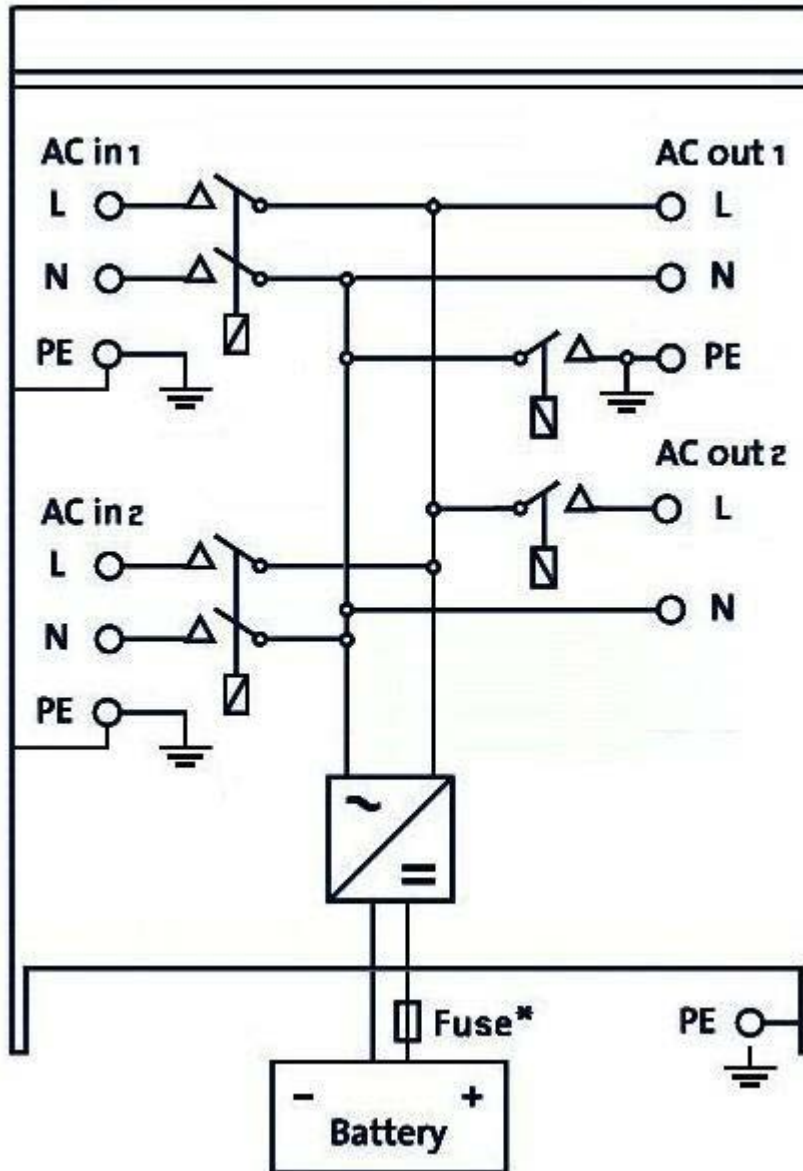 AC in 1
AC out 1
L
L
N
N
PE
PE
AC in 2
AC out 2
L
L
N
N
PE
Fuse*
PE
- +
Battery